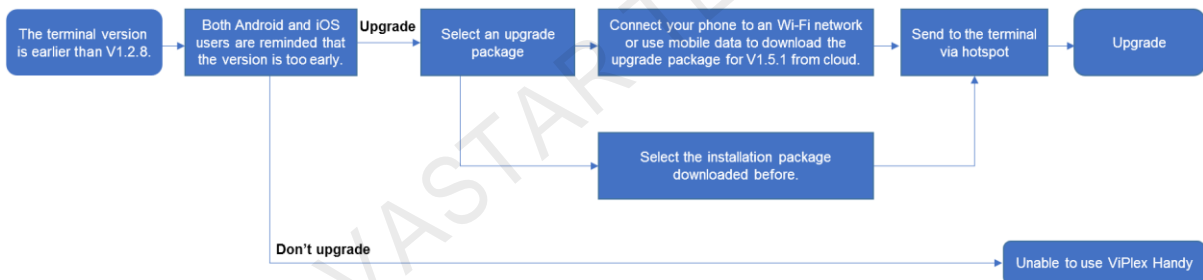 The terminal version
is earlier than V1.2.8.
Both Android and iOS
users are reminded that
the version is too early.
Upgrade
Select an upgrade
package
Connect your phone to an Wi-Fi network
or use mobile data to download the
upgrade package for V1.5.1 from cloud.
Send to the terminal
via hotspot
Upgrade
Select the installation package
downloaded before.
Don't upgrade
Unable to use ViPlex Handy
VASTAR